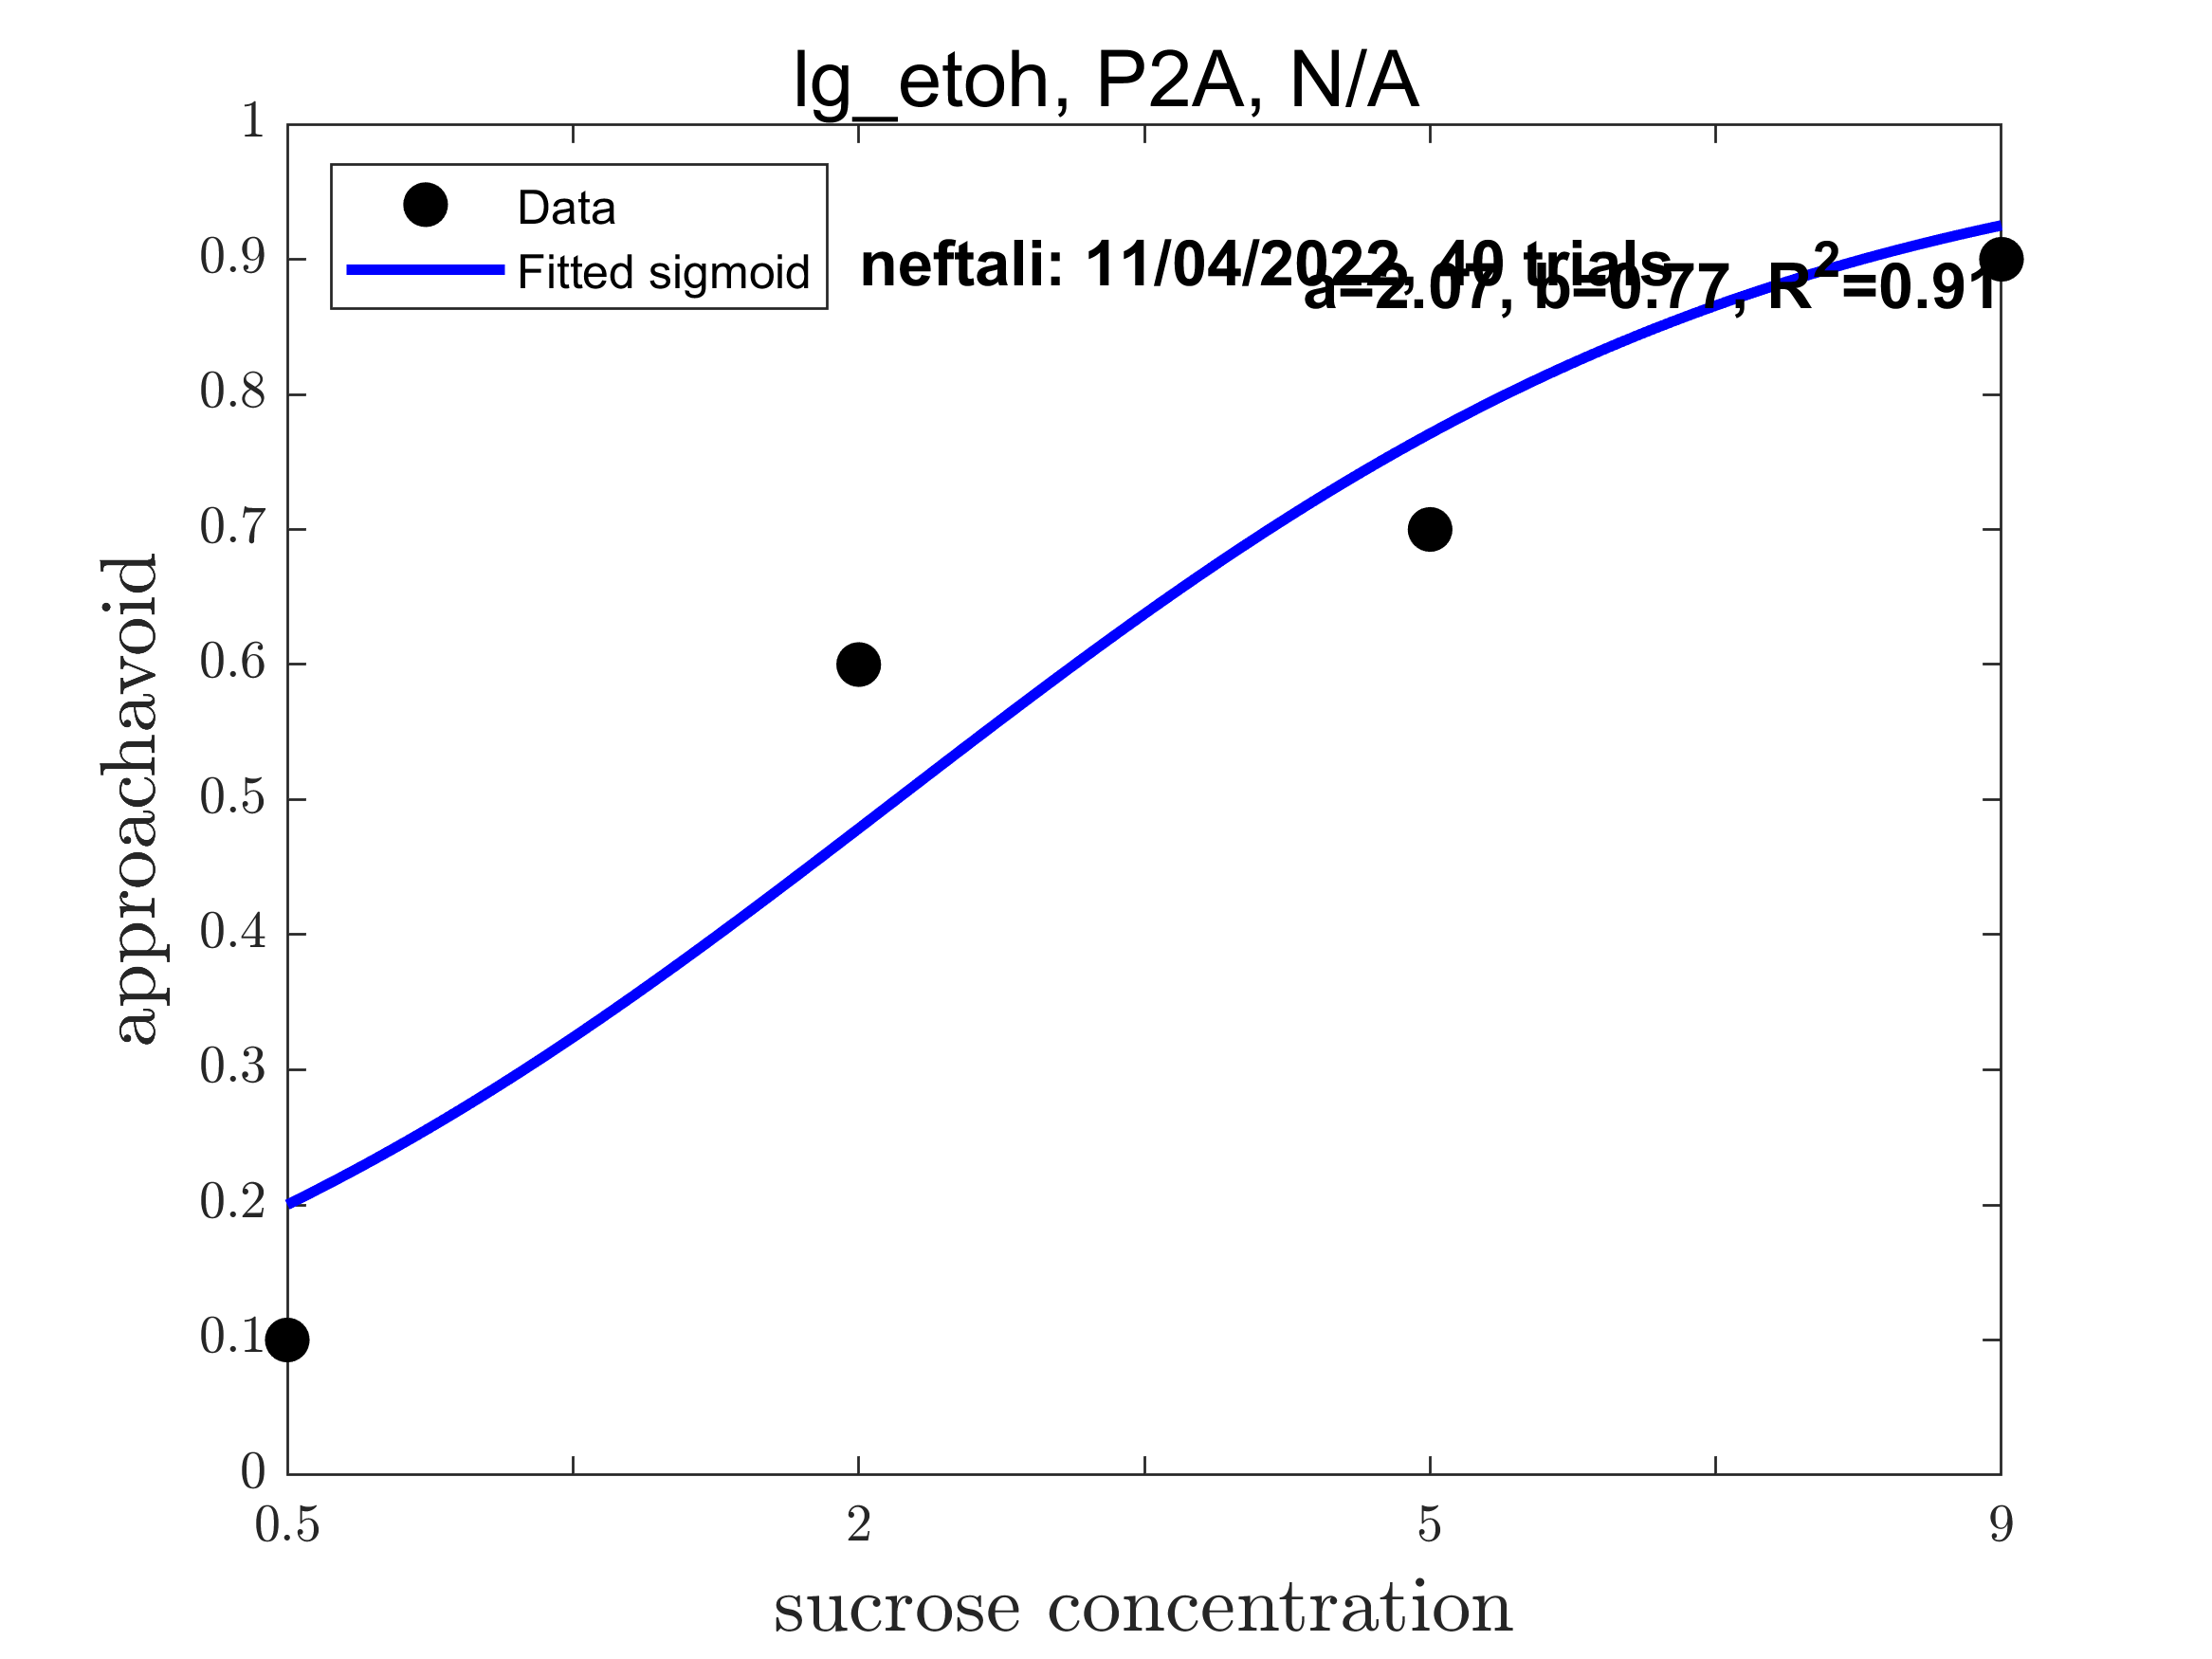 lg_etoh, P2A, N/A
1
Data
Fitted sigmoid
neftali: 11/04/2022, 40 trials
a=2.07, b=0.77, R²=0.91
0.9
0.8
0.7
0.6
0.5
0.4
0.3
0.2
0.1
0
approachavoid
0.5 2 5 9
sucrose concentration